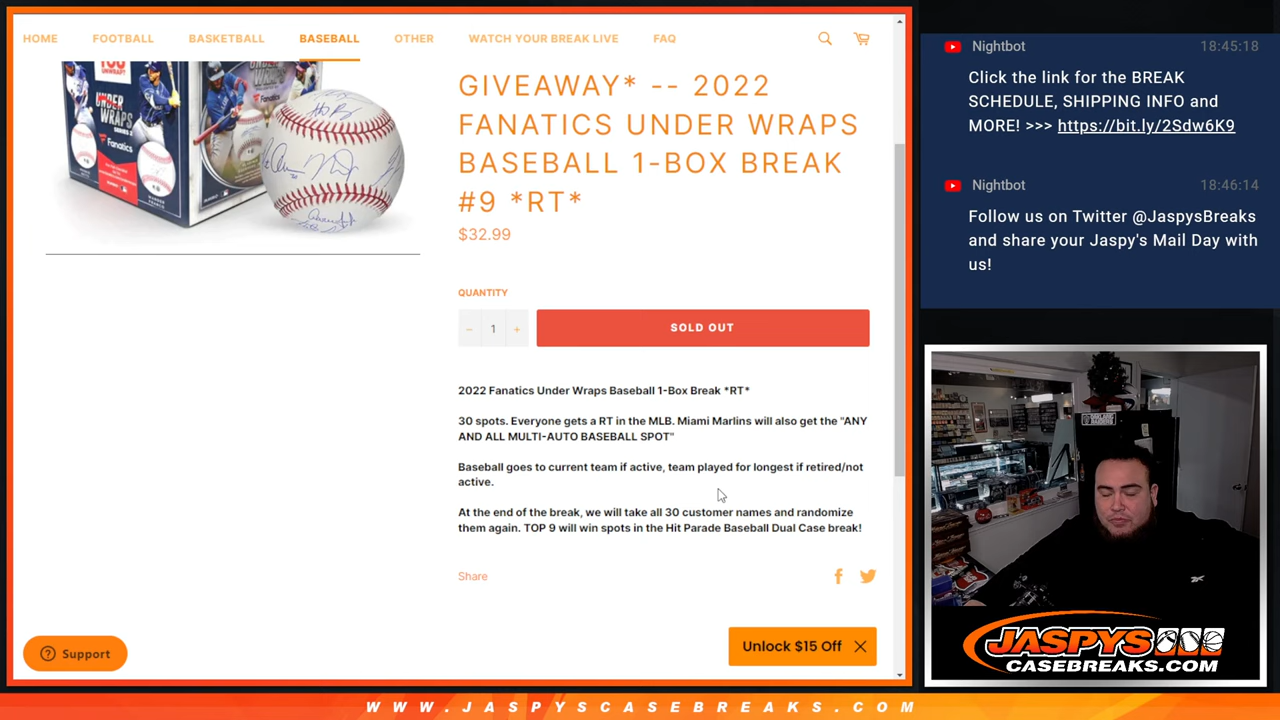 HOME FOOTBALL BASKETBALL BASEBALL OTHER WATCH YOUR BREAK LIVE FAQ
UNDER
WRAPS
SERIES 2
Fanatics
GIVEAWAY* -- 2022
FANATICS UNDER WRAPS
BASEBALL 1-BOX BREAK
#9 *RT*
$32.99
QUANTITY
− 1 +
SOLD OUT
2022 Fanatics Under Wraps Baseball 1-Box Break *RT*
30 spots. Everyone gets a RT in the MLB. Miami Marlins will also get the "ANY
AND ALL MULTI-AUTO BASEBALL SPOT"
Baseball goes to current team if active, team played for longest if retired/not
active.
At the end of the break, we will take all 30 customer names and randomize
them again. TOP 9 will win spots in the Hit Parade Baseball Dual Case break!
Share
Support
Unlock $15 Off
Nightbot 18:45:18
Click the link for the BREAK
SCHEDULE, SHIPPING INFO and
MORE! >>> https://bit.ly/2Sdw6K9
Nightbot 18:46:14
Follow us on Twitter @JaspysBreaks
and share your Jaspy's Mail Day with
us!
JASPYS
CASEBREAKS.COM
WWW.JASPYSCASEBREAKS.COM